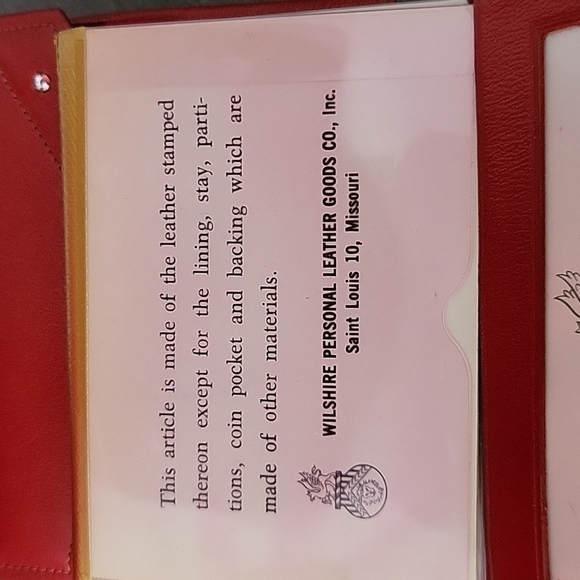 This article is made of the leather stamped
thereon except for the lining, stay, parti-
tions, coin pocket and backing which are
made of other materials.
WILSHIRE PERSONAL LEATHER GOODS CO., Inc.
Saint Louis 10, Missouri